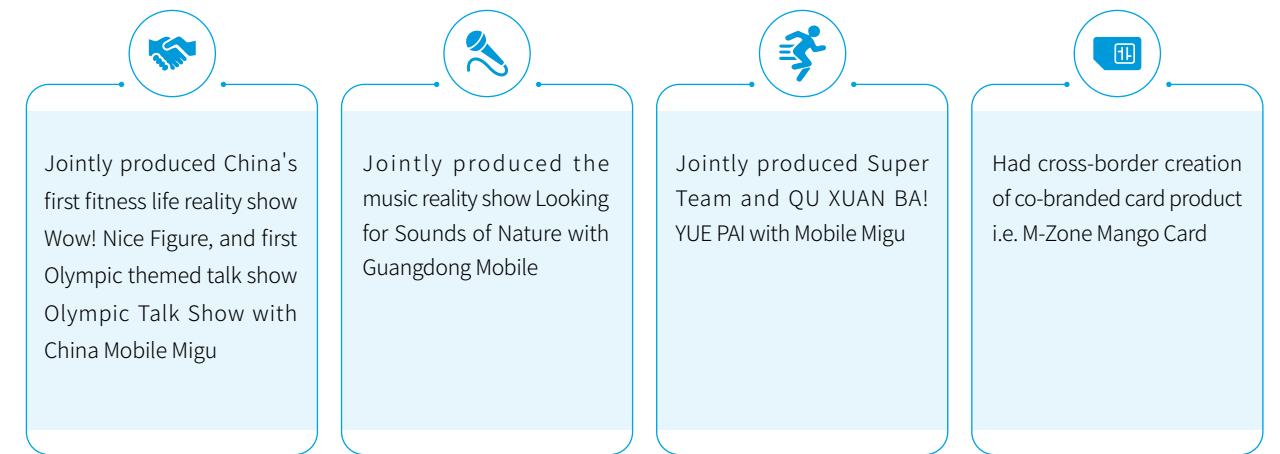 Jointly produced China's
first fitness life reality show
Wow! Nice Figure, and first
Olympic themed talk show
Olympic Talk Show with
China Mobile Migu
Jointly produced the
music reality show Looking
for Sounds of Nature with
Guangdong Mobile
Jointly produced Super
Team and QU XUAN BA!
YUE PAI with Mobile Migu
Had cross-border creation
of co-branded card product
i.e. M-Zone Mango Card